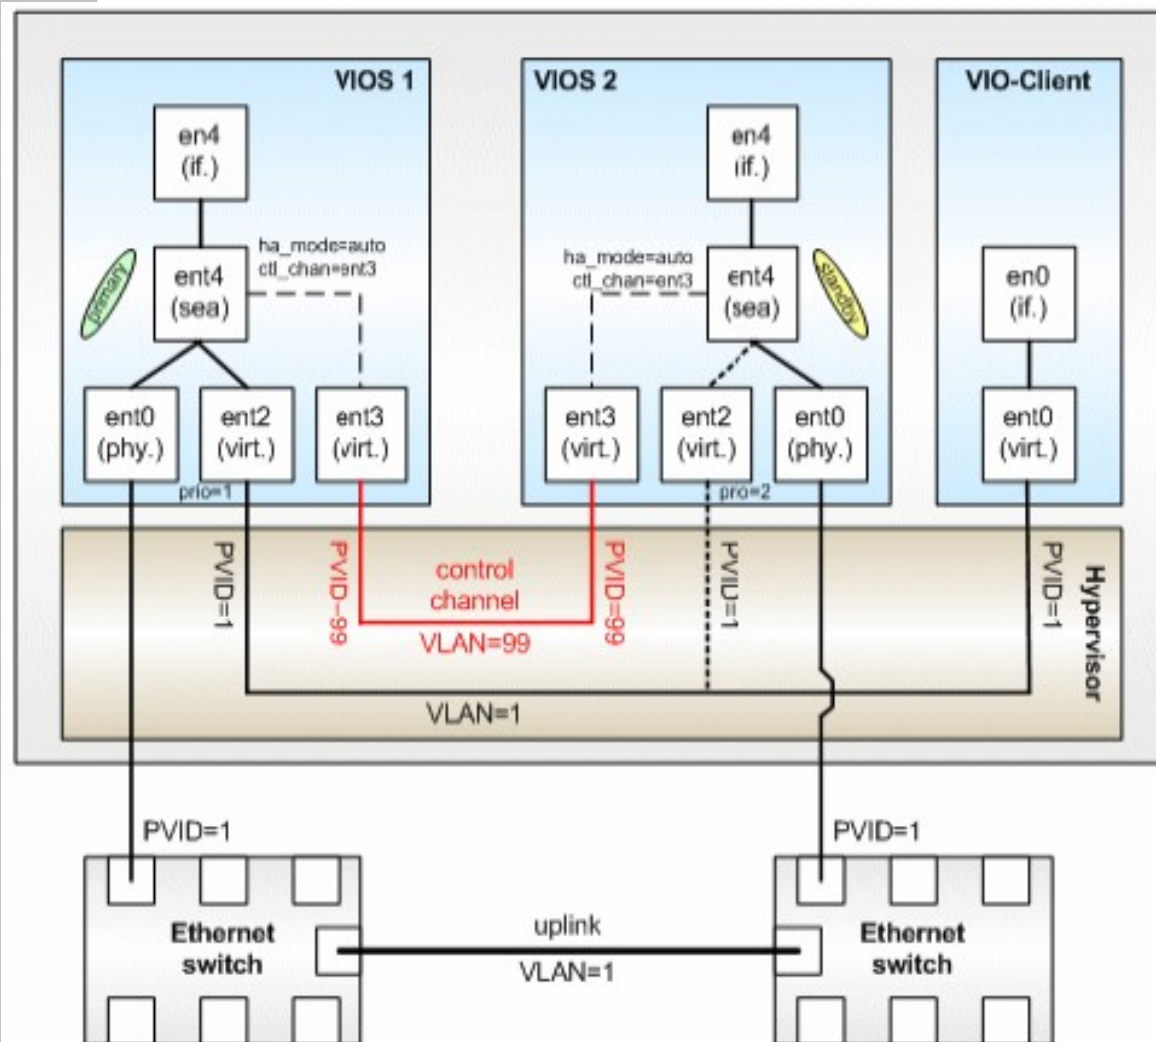 VIOS 1
VIOS 2
VIO-Client
en4
(if.)
en4
(if.)
primary
ha_mode=auto
ctl_chan=ent3
ent4
(sea)
ha_mode=auto
ctl_chan=ent3
ent4
(sea)
standby
en0
(if.)
ent0
(phy.)
ent2
(virt.)
ent3
(virt.)
ent3
(virt.)
ent2
(virt.)
ent0
(phy.)
ent0
(virt.)
prio=1
prio=2
PVID=1
PVID=99
control
channel
VLAN=99
PVID=99
PVID=1
PVID=1
Hypervisor
VLAN=1
PVID=1
PVID=1
Ethernet
switch
uplink
VLAN=1
Ethernet
switch